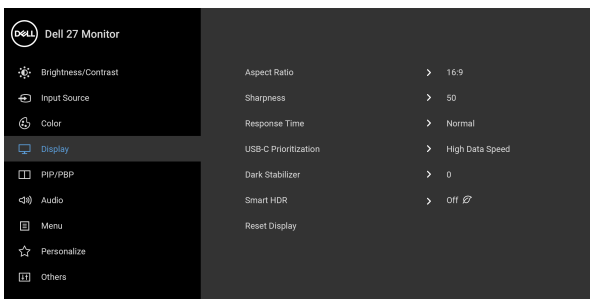 DELL Dell 27 Monitor
Brightness/Contrast
Input Source
Color
Display
PIP/PBP
Audio
Menu
Personalize
Others
Aspect Ratio > 16:9
Sharpness > 50
Response Time > Normal
USB-C Prioritization > High Data Speed
Dark Stabilizer > 0
Smart HDR > Off
Reset Display